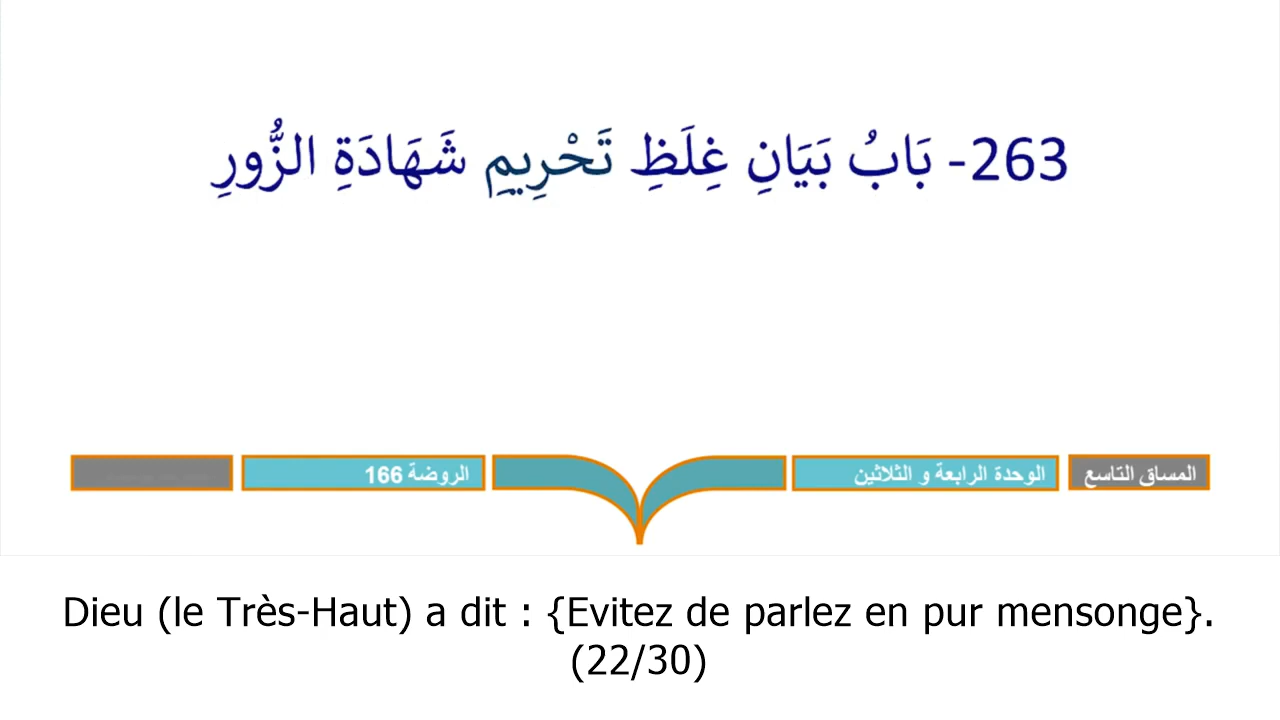 263- بَابُ بَيَانِ غِلَظِ تَحْرِيمِ شَهَادَةِ الزُّورِ
المساق التاسع
الوحدة الرابعة و الثلاثين
الروضة 166
Dieu (le Très-Haut) a dit : {Evitez de parlez en pur mensonge}.
(22/30)